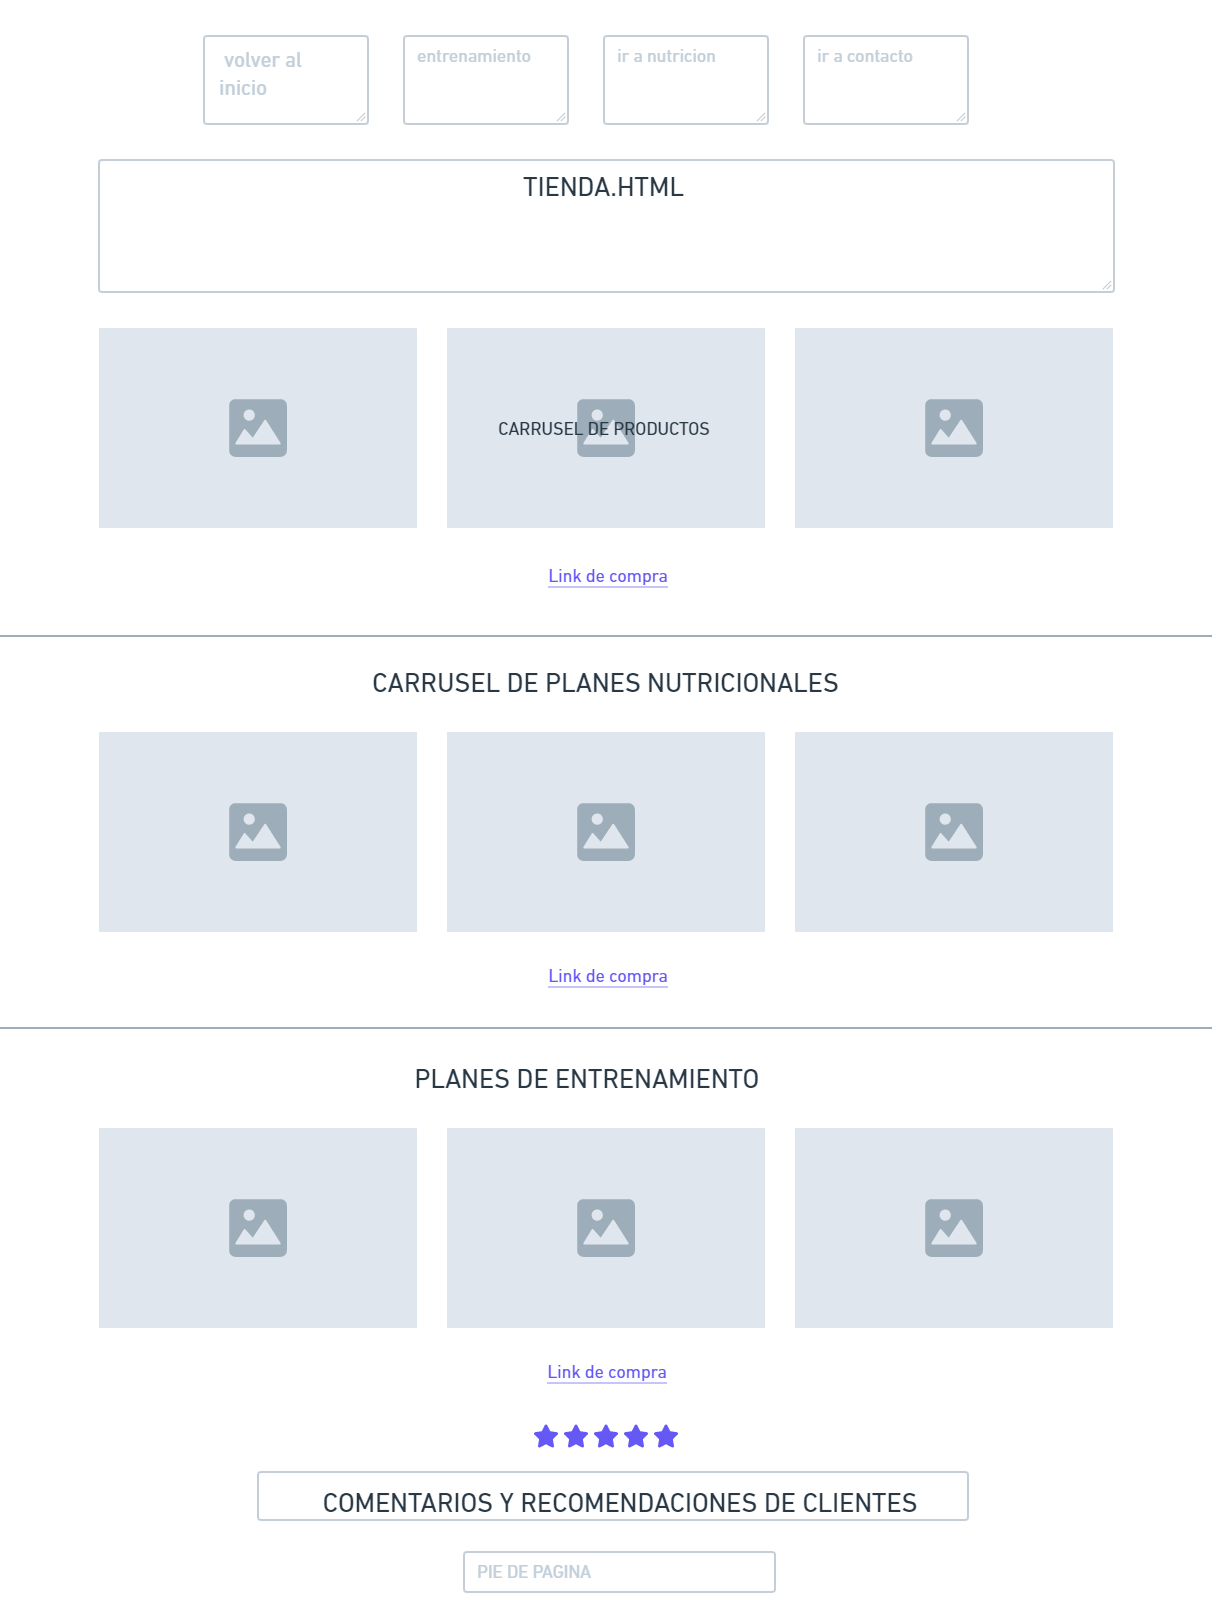 volver al
inicio
entrenamiento
ir a nutricion
ir a contacto
TIENDA.HTML
CARRUSEL DE PRODUCTOS
Link de compra
CARRUSEL DE PLANES NUTRICIONALES
Link de compra
PLANES DE ENTRENAMIENTO
Link de compra
COMENTARIOS Y RECOMENDACIONES DE CLIENTES
PIE DE PAGINA